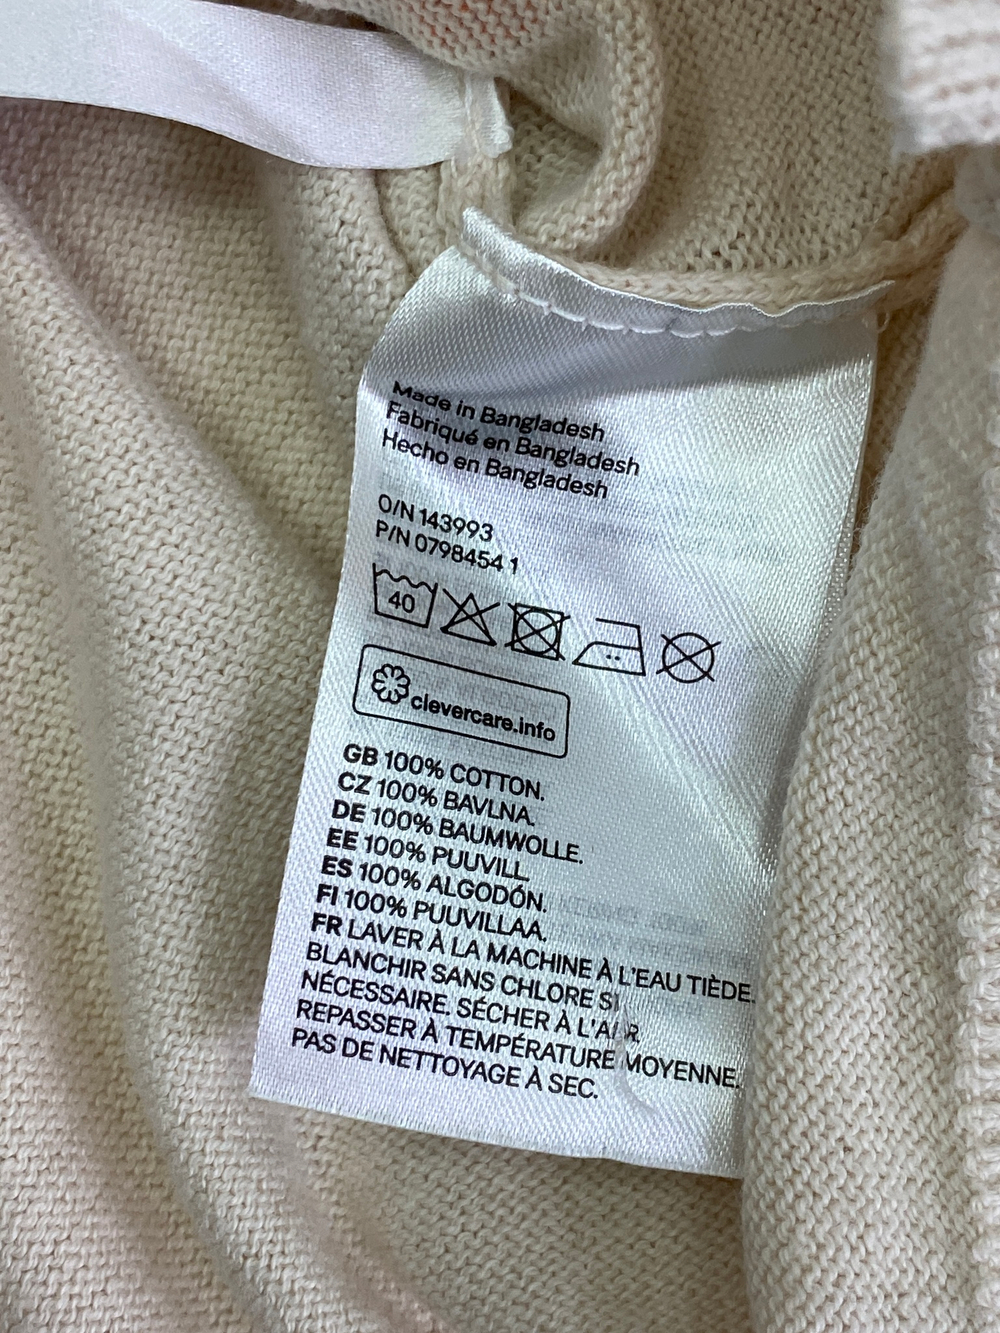 Made in Bangladesh
Fabriqué en Bangladesh
Hecho en Bangladesh
O/N 143993
P/N 0798454 1
40
clevercare.info
GB 100% COTTON.
CZ 100% BAVLNA.
DE 100% BAUMWOLLE.
EE 100% PUUVILL
ES 100% ALGODÓN.
FI 100% PUUVILLAA.
FR LAVER À LA MACHINE À L'EAU TIÈDE.
BLANCHIR SANS CHLORE SI
NÉCESSAIRE. SÉCHER À L'AIR.
REPASSER À TEMPÉRATURE MOYENNE.
PAS DE NETTOYAGE À SEC.